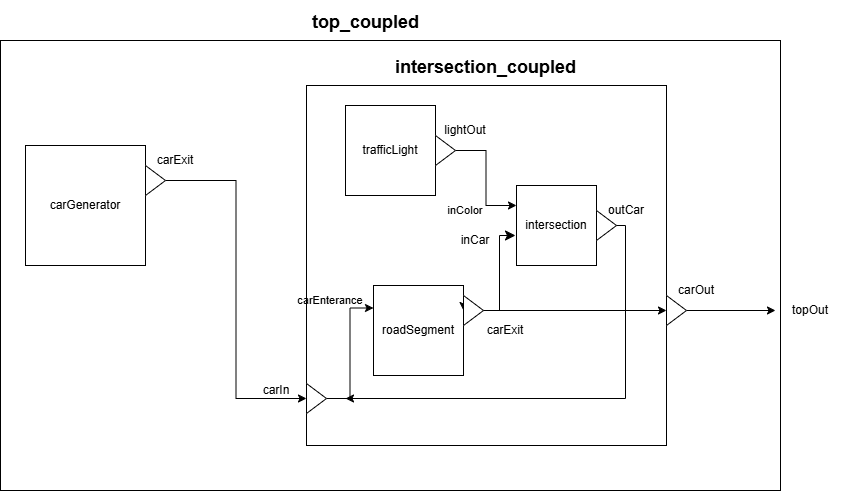 top_coupled
intersection_coupled
trafficLight
lightOut
carExit
carGenerator
inColor
outCar
intersection
inCar
carOut
carEnterance
topOut
roadSegment
carExit
carIn